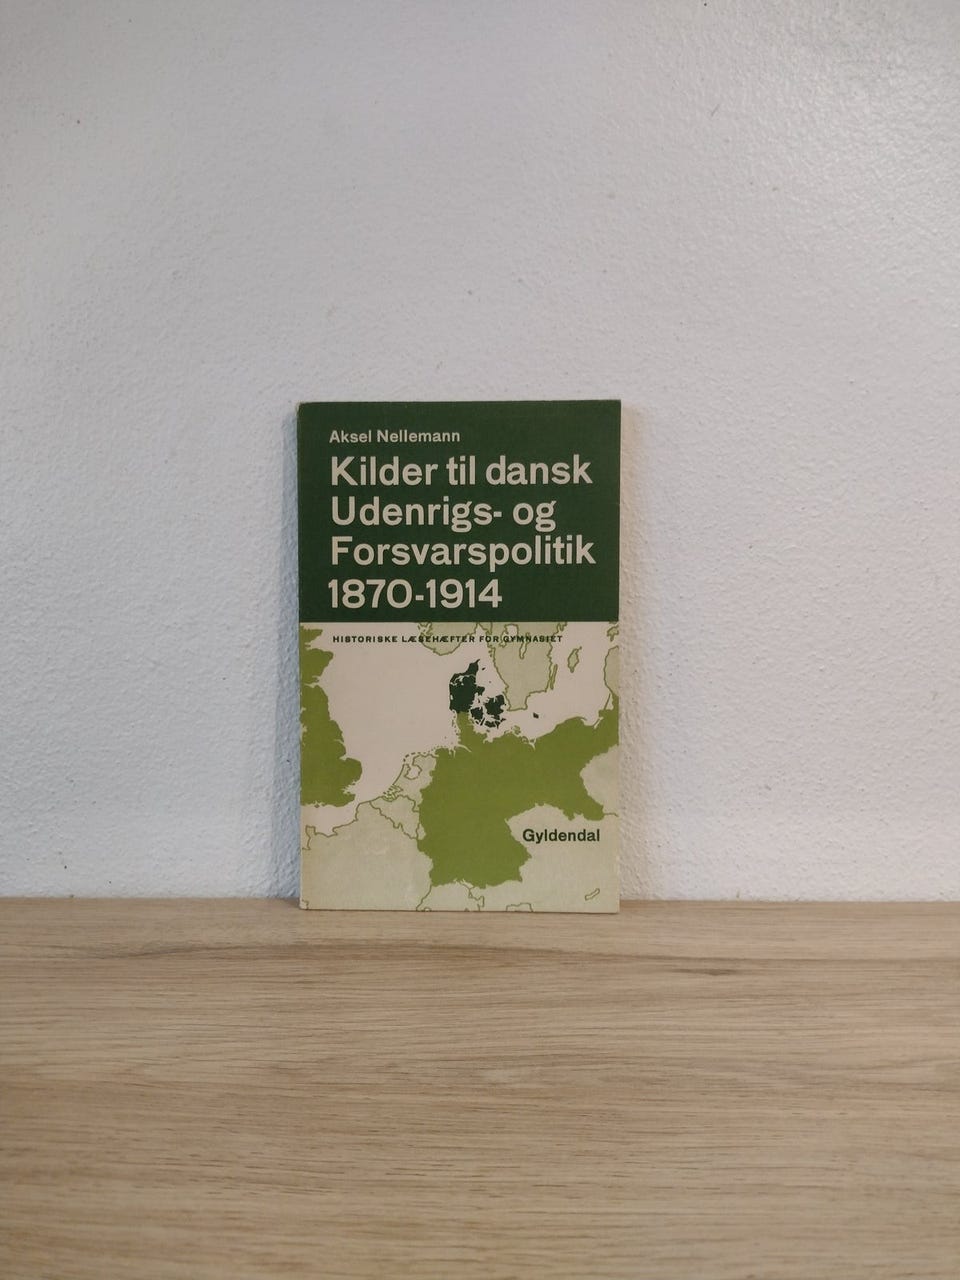 Aksel Nellemann
Kilder til dansk
Udenrigs- og
Forsvarspolitik
1870-1914
HISTORISKE LÆSEHÆFTER FOR GYMNASIET
Gyldendal